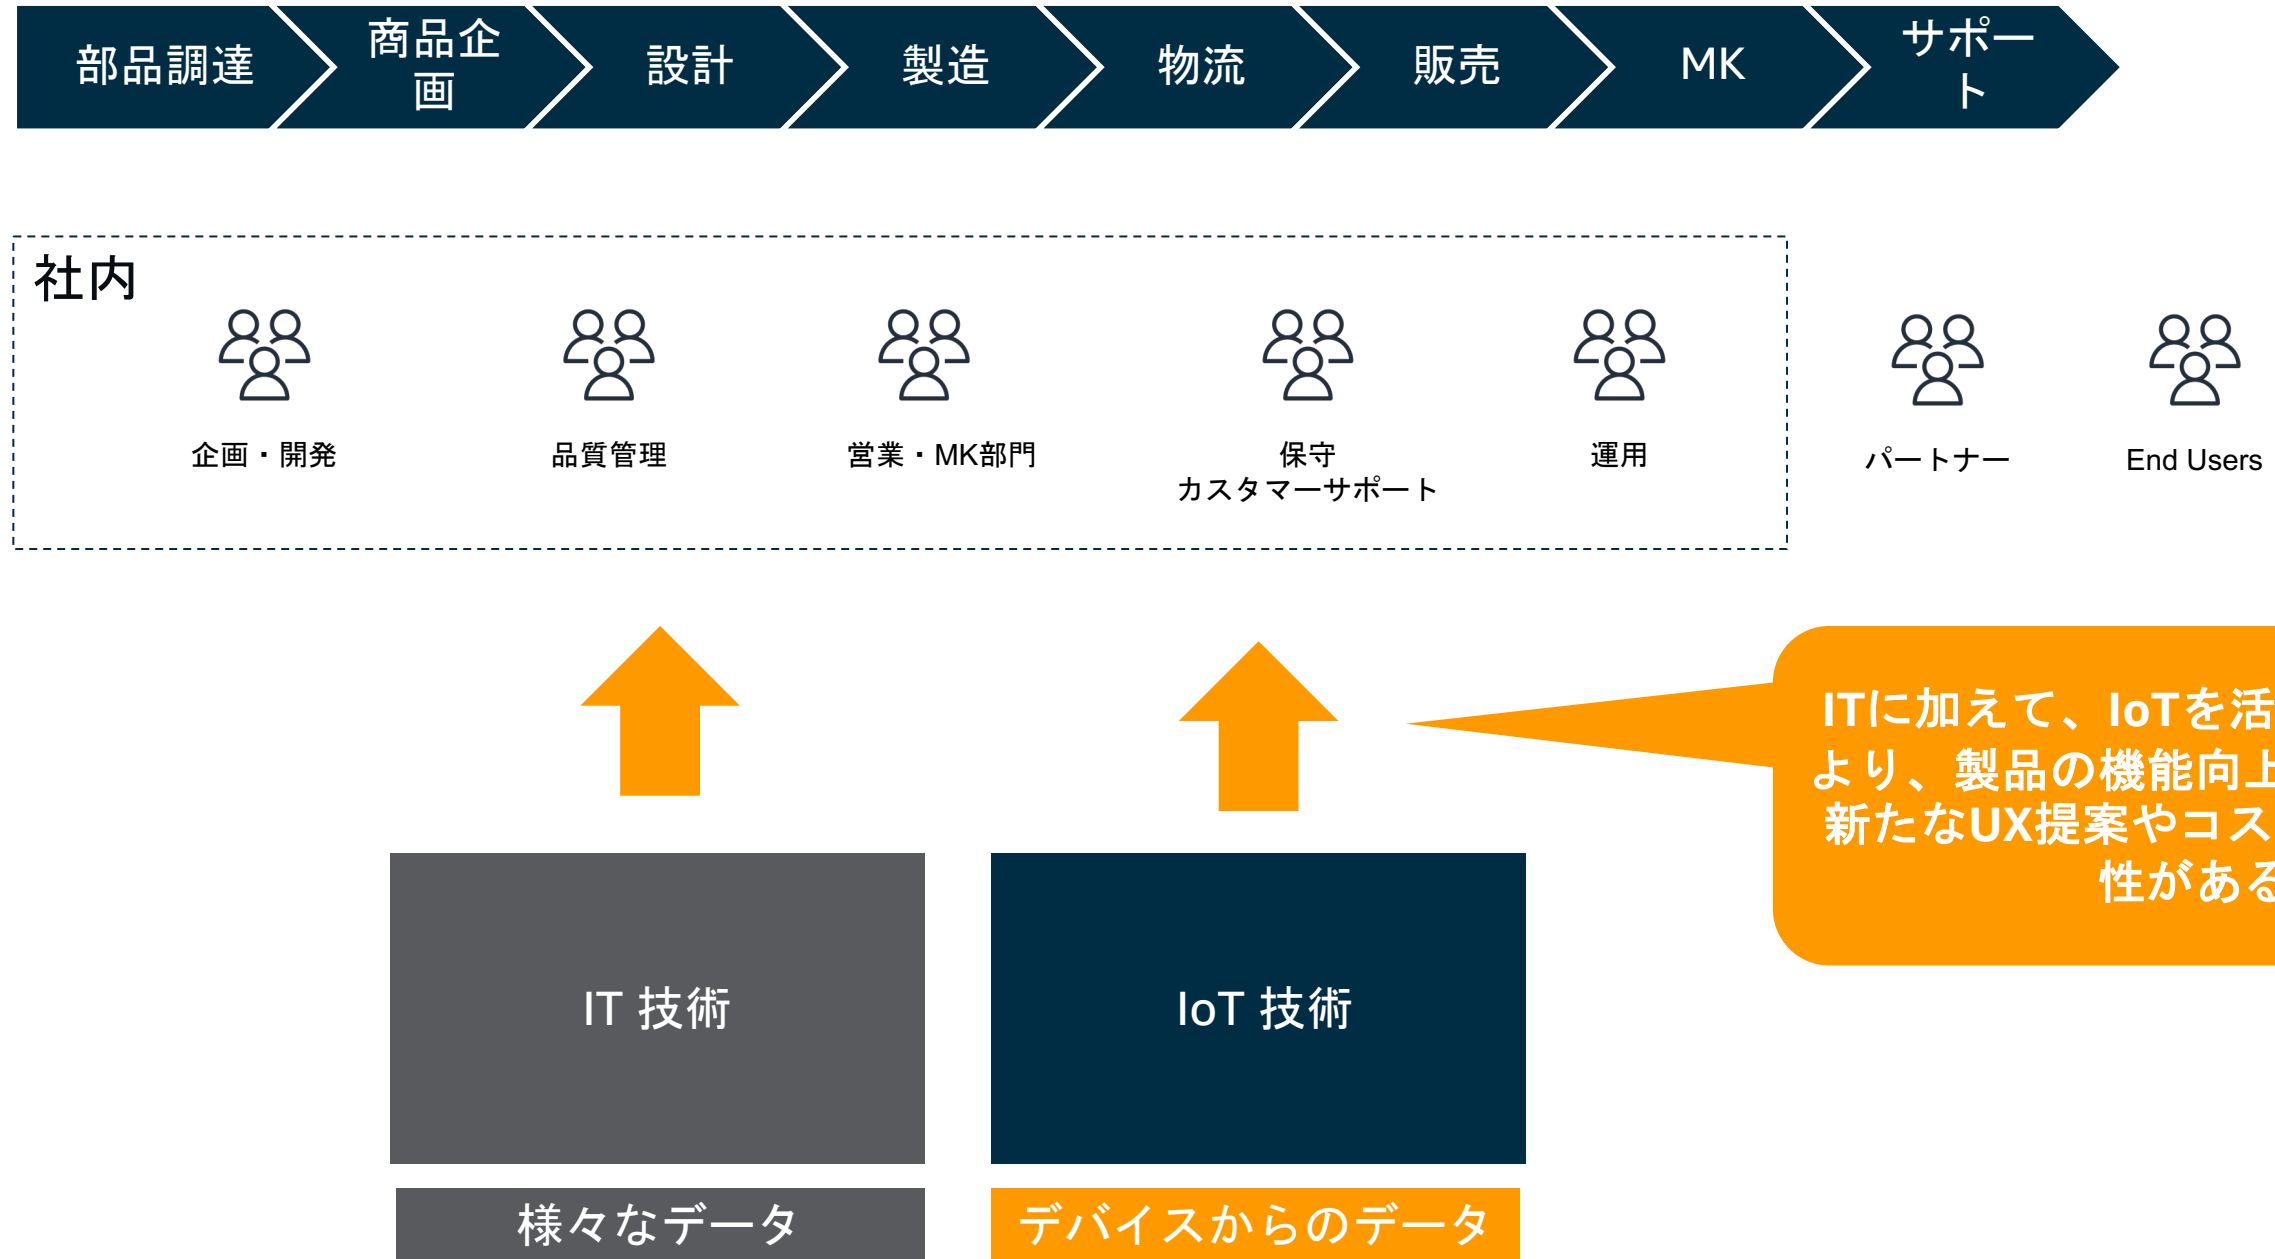 部品調達
商品企
画
設計
製造
物流
販売
MK
サポー
ト
社内
企画・開発
品質管理
営業・MK部門
保守
カスタマーサポート
運用
パートナー
End Users
ITに加えて、IoTを活
より、製品の機能向上
新たなUX提案やコス
性がある
IT 技術
IoT 技術
様々なデータ
デバイスからのデータ